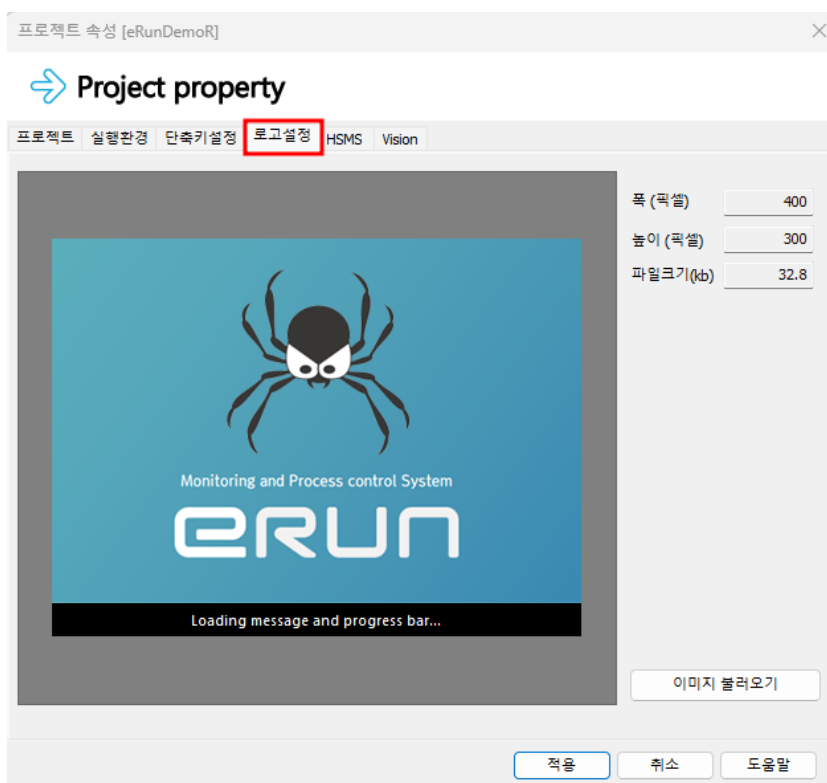 프로젝트 속성 [eRunDemoR]
Project property
프로젝트 실행환경 단축키설정 로고설정 HSMS Vision
폭 (픽셀) 400
높이 (픽셀) 300
파일크기(kb) 32.8
Monitoring and Process control System
eRUN
Loading message and progress bar...
이미지 불러오기
적용 취소 도움말